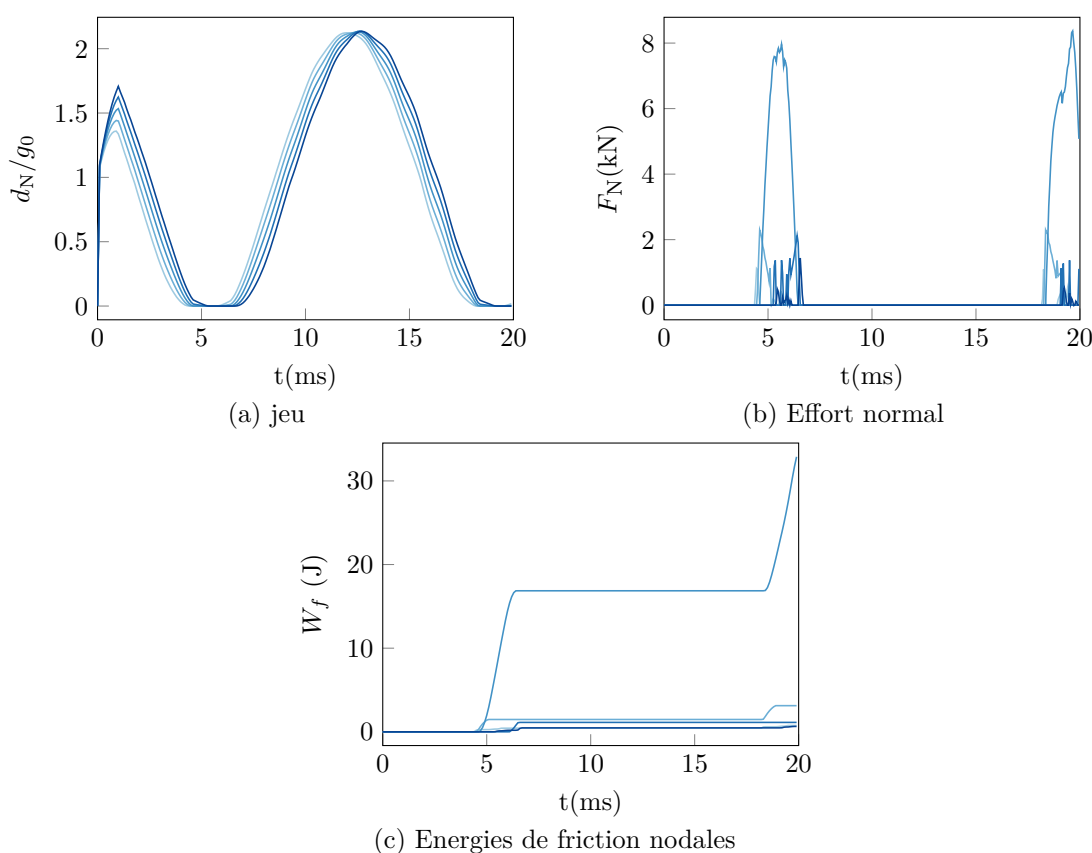 2
1.5
1
0.5
0
d_N/g_0
0 5 10 15 20
t(ms)
(a) jeu
8
6
4
2
0
F_N(kN)
0 5 10 15 20
t(ms)
(b) Effort normal
30
20
10
0
W_f (J)
0 5 10 15 20
t(ms)
(c) Energies de friction nodales